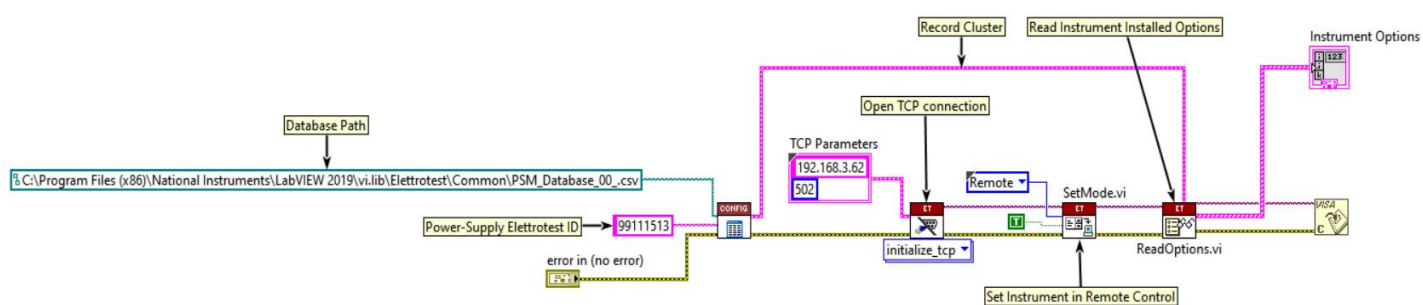 Record Cluster
Read Instrument Installed Options
Instrument Options
123
Open TCP connection
Database Path
TCP Parameters
192.168.3.62
502
C:\Program Files (x86)\National Instruments\LabVIEW 2019\vi.lib\Elettrotest\Common\PSM_Database_00_.csv
Remote
SetMode.vi
CONFIG
ET
ET
ET
VISA
C
Power-Supply Elettrotest ID
99111513
T
initialize_tcp
ReadOptions.vi
error in (no error)
Set Instrument in Remote Control